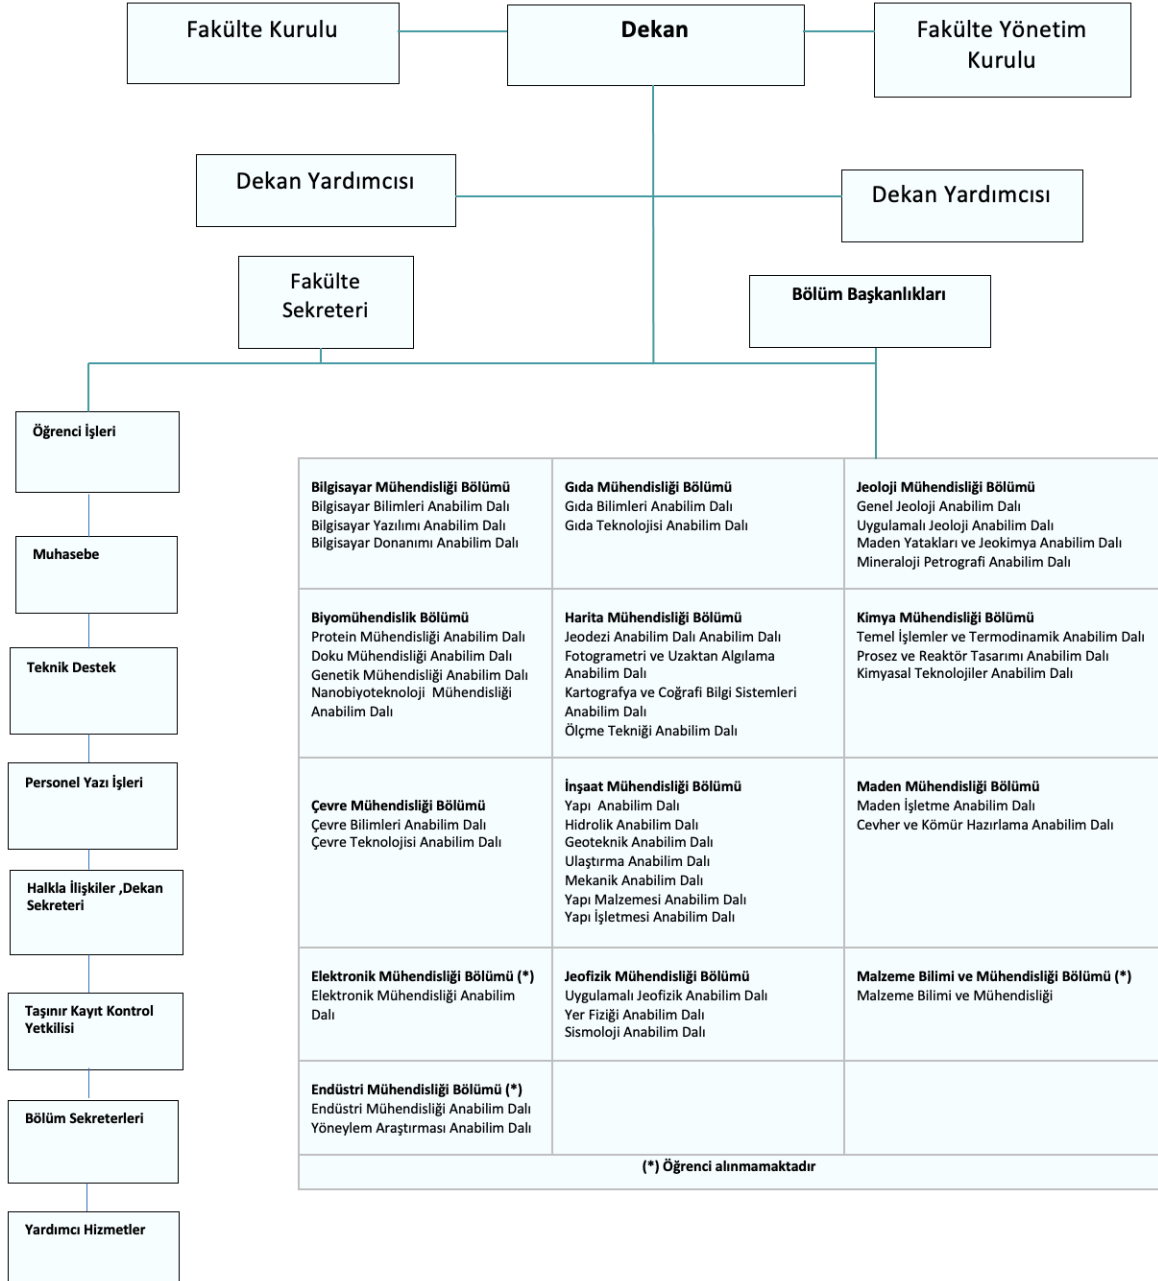 Fakülte Kurulu
Dekan
Fakülte Yönetim
Kurulu
Dekan Yardımcısı
Dekan Yardımcısı
Fakülte
Sekreteri
Bölüm Başkanlıkları
Öğrenci İşleri
Muhasebe
Teknik Destek
Personel Yazı İşleri
Halkla İlişkiler ,Dekan
Sekreteri
Taşınır Kayıt Kontrol
Yetkilisi
Bölüm Sekreterleri
Yardımcı Hizmetler
Bilgisayar Mühendisliği Bölümü
Bilgisayar Bilimleri Anabilim Dalı
Bilgisayar Yazılımı Anabilim Dalı
Bilgisayar Donanımı Anabilim Dalı
Gıda Mühendisliği Bölümü
Gıda Bilimleri Anabilim Dalı
Gıda Teknolojisi Anabilim Dalı
Jeoloji Mühendisliği Bölümü
Genel Jeoloji Anabilim Dalı
Uygulamalı Jeoloji Anabilim Dalı
Maden Yatakları ve Jeokimya Anabilim Dalı
Mineraloji Petrografi Anabilim Dalı
Biyomühendislik Bölümü
Protein Mühendisliği Anabilim Dalı
Doku Mühendisliği Anabilim Dalı
Genetik Mühendisliği Anabilim Dalı
Nanobiyoteknoloji Mühendisliği
Anabilim Dalı
Harita Mühendisliği Bölümü
Jeodezi Anabilim Dalı Anabilim Dalı
Fotogrametri ve Uzaktan Algılama
Anabilim Dalı
Kartografya ve Coğrafi Bilgi Sistemleri
Anabilim Dalı
Ölçme Tekniği Anabilim Dalı
Kimya Mühendisliği Bölümü
Temel İşlemler ve Termodinamik Anabilim Dalı
Prosez ve Reaktör Tasarımı Anabilim Dalı
Kimyasal Teknolojiler Anabilim Dalı
Çevre Mühendisliği Bölümü
Çevre Bilimleri Anabilim Dalı
Çevre Teknolojisi Anabilim Dalı
İnşaat Mühendisliği Bölümü
Yapı Anabilim Dalı
Hidrolik Anabilim Dalı
Geoteknik Anabilim Dalı
Ulaştırma Anabilim Dalı
Mekanik Anabilim Dalı
Yapı Malzemesi Anabilim Dalı
Yapı İşletmesi Anabilim Dalı
Maden Mühendisliği Bölümü
Maden İşletme Anabilim Dalı
Cevher ve Kömür Hazırlama Anabilim Dalı
Elektronik Mühendisliği Bölümü (*)
Elektronik Mühendisliği Anabilim
Dalı
Jeofizik Mühendisliği Bölümü
Uygulamalı Jeofizik Anabilim Dalı
Yer Fiziği Anabilim Dalı
Sismoloji Anabilim Dalı
Malzeme Bilimi ve Mühendisliği Bölümü (*)
Malzeme Bilimi ve Mühendisliği
Endüstri Mühendisliği Bölümü (*)
Endüstri Mühendisliği Anabilim Dalı
Yöneylem Araştırması Anabilim Dalı
(*) Öğrenci alınmamaktadır